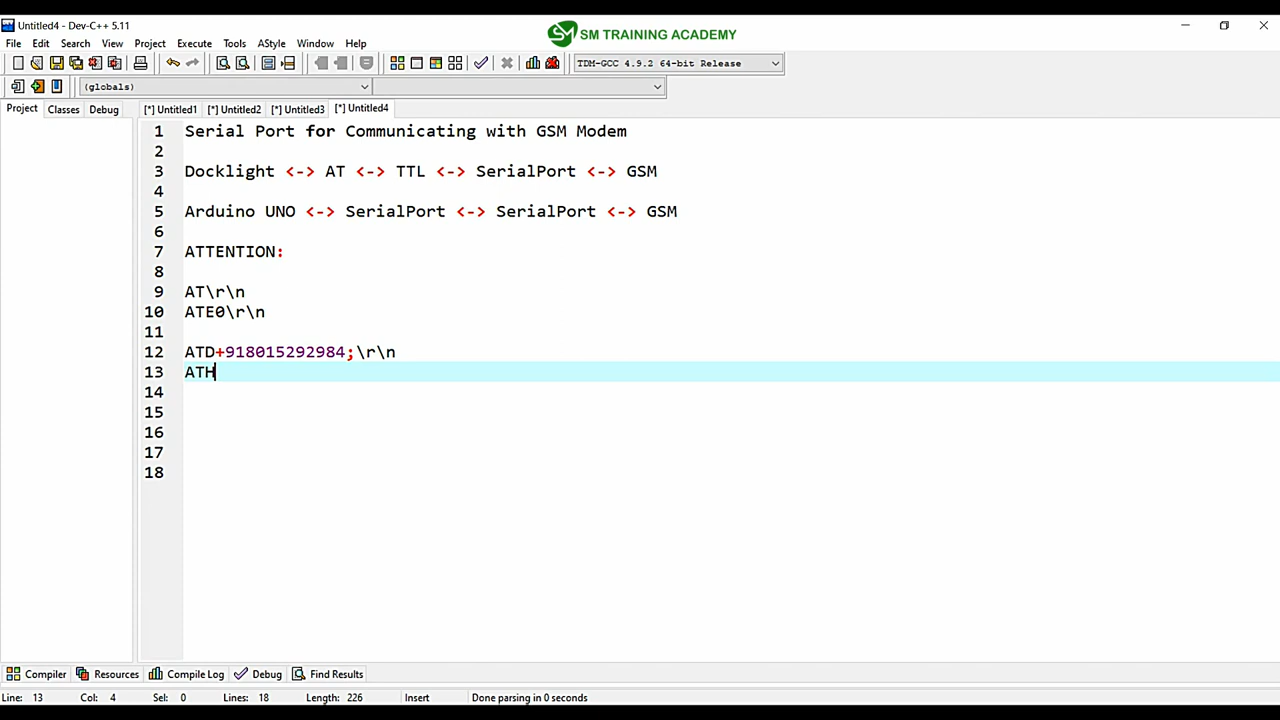 Untitled4 - Dev-C++ 5.11
SM TRAINING ACADEMY
File Edit Search View Project Execute Tools AStyle Window Help
TDM-GCC 4.9.2 64-bit Release
(globals)
Project Classes Debug [*] Untitled1 [*] Untitled2 [*] Untitled3 [*] Untitled4
1 Serial Port for Communicating with GSM Modem
2
3 Docklight <-> AT <-> TTL <-> SerialPort <-> GSM
4
5 Arduino UNO <-> SerialPort <-> SerialPort <-> GSM
6
7 ATTENTION:
8
9 AT\r\n
10 ATE0\r\n
11
12 ATD+918015292984;\r\n
13 ATH
14
15
16
17
18
Compiler Resources Compile Log Debug Find Results
Line: 13 Col: 4 Sel: 0 Lines: 18 Length: 226 Insert Done parsing in 0 seconds